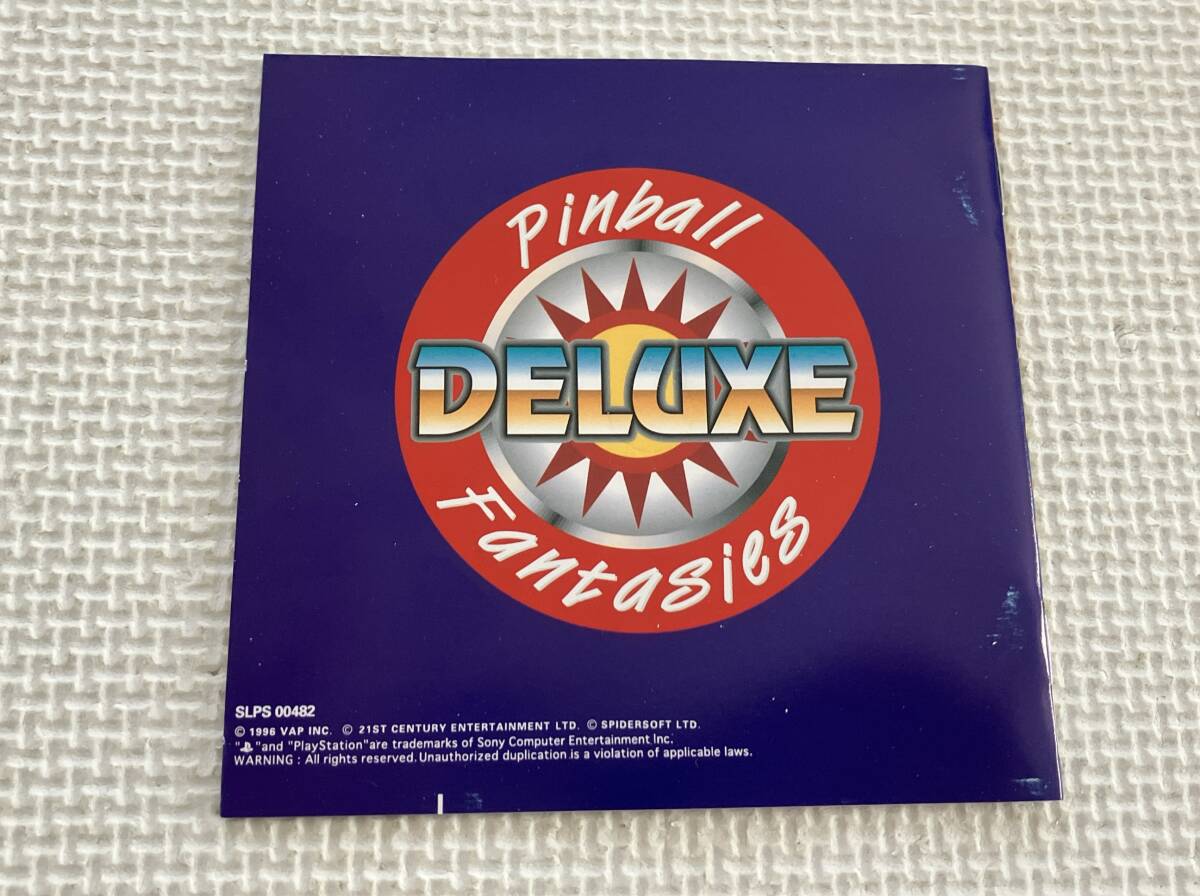 Pinball
DELUXE
Fantasies
SLPS 00482
© 1996 VAP INC. © 21ST CENTURY ENTERTAINMENT LTD. © SPIDERSOFT LTD.
" "and "PlayStation"are trademarks of Sony Computer Entertainment Inc.
WARNING : All rights reserved.Unauthorized duplication is a violation of applicable laws.